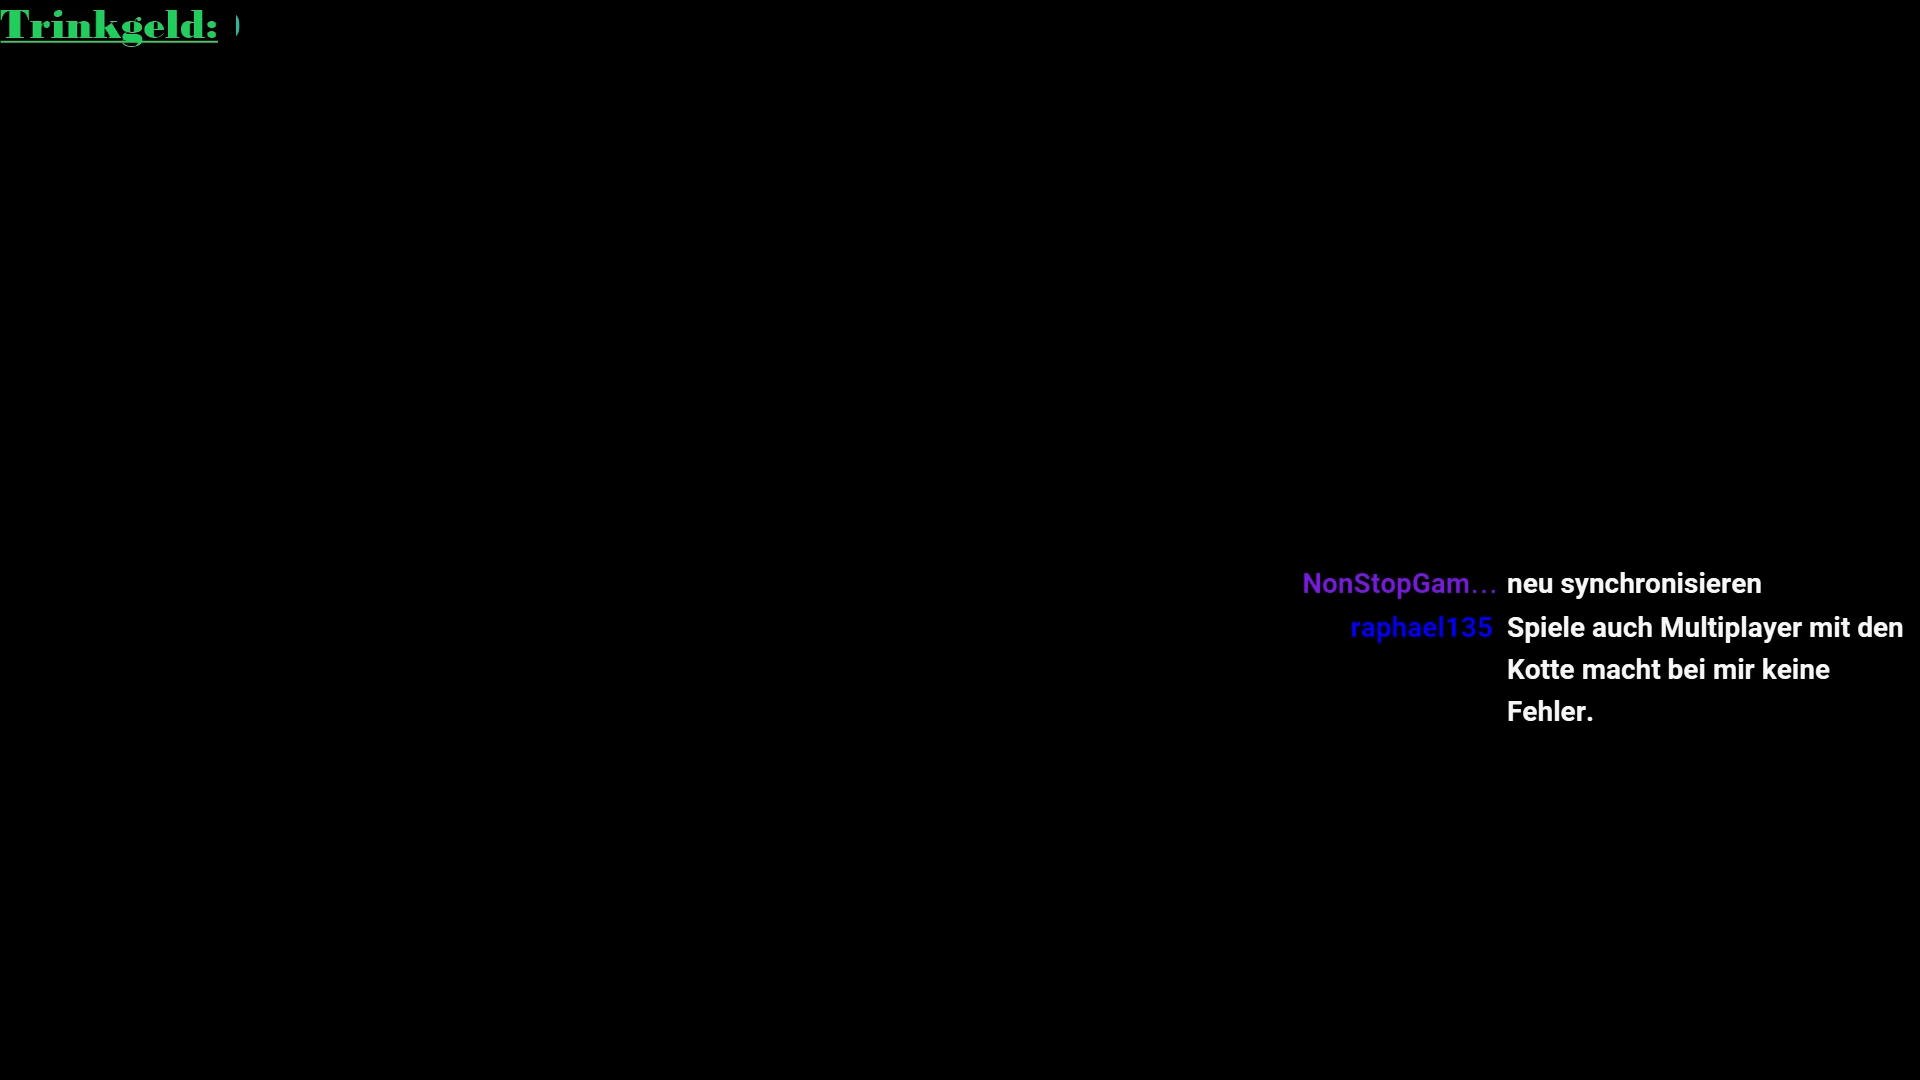 Trinkgeld:
NonStopGam... neu synchronisieren
raphael135 Spiele auch Multiplayer mit den
Kotte macht bei mir keine
Fehler.